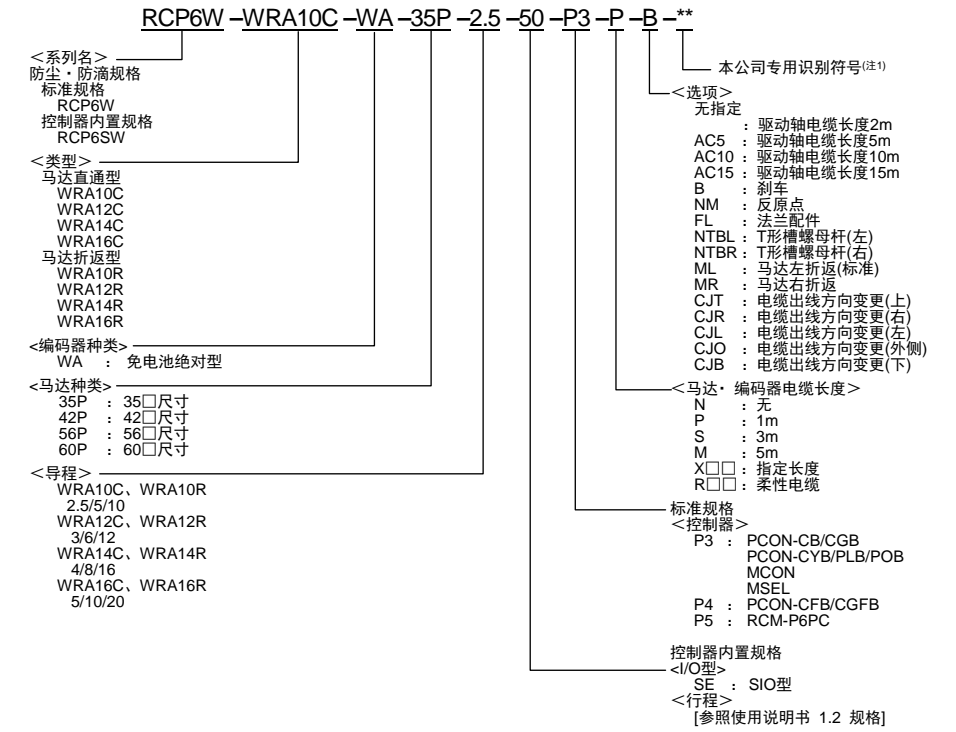 RCP6W –WRA10C –WA –35P –2.5 –50 –P3 –P –B –**
＜系列名＞
防尘・防滴规格
标准规格
RCP6W
控制器内置规格
RCP6SW
＜类型＞
马达直通型
WRA10C
WRA12C
WRA14C
WRA16C
马达折返型
WRA10R
WRA12R
WRA14R
WRA16R
<编码器种类>
WA ： 免电池绝对型
<马达种类>
35P ： 35□尺寸
42P ： 42□尺寸
56P ： 56□尺寸
60P ： 60□尺寸
＜导程＞
WRA10C、WRA10R
2.5/5/10
WRA12C、WRA12R
3/6/12
WRA14C、WRA14R
4/8/16
WRA16C、WRA16R
5/10/20
本公司专用识别符号(注1)
＜选项＞
无指定
：驱动轴电缆长度2m
AC5 ：驱动轴电缆长度5m
AC10 ：驱动轴电缆长度10m
AC15 ：驱动轴电缆长度15m
B ：刹车
NM ：反原点
FL ：法兰配件
NTBL ：T形槽螺母杆(左)
NTBR ：T形槽螺母杆(右)
ML ：马达左折返(标准)
MR ：马达右折返
CJT ：电缆出线方向变更(上)
CJR ：电缆出线方向变更(右)
CJL ：电缆出线方向变更(左)
CJO ：电缆出线方向变更(外侧)
CJB ：电缆出线方向变更(下)
＜马达・编码器电缆长度＞
N ：无
P ：1m
S ：3m
M ：5m
X□□ ：指定长度
R□□ ：柔性电缆
标准规格
＜控制器＞
P3 ： PCON-CB/CGB
PCON-CYB/PLB/POB
MCON
MSEL
P4 ： PCON-CFB/CGFB
P5 ： RCM-P6PC
控制器内置规格
<I/O型>
SE ： SIO型
＜行程＞
[参照使用说明书 1.2 规格]